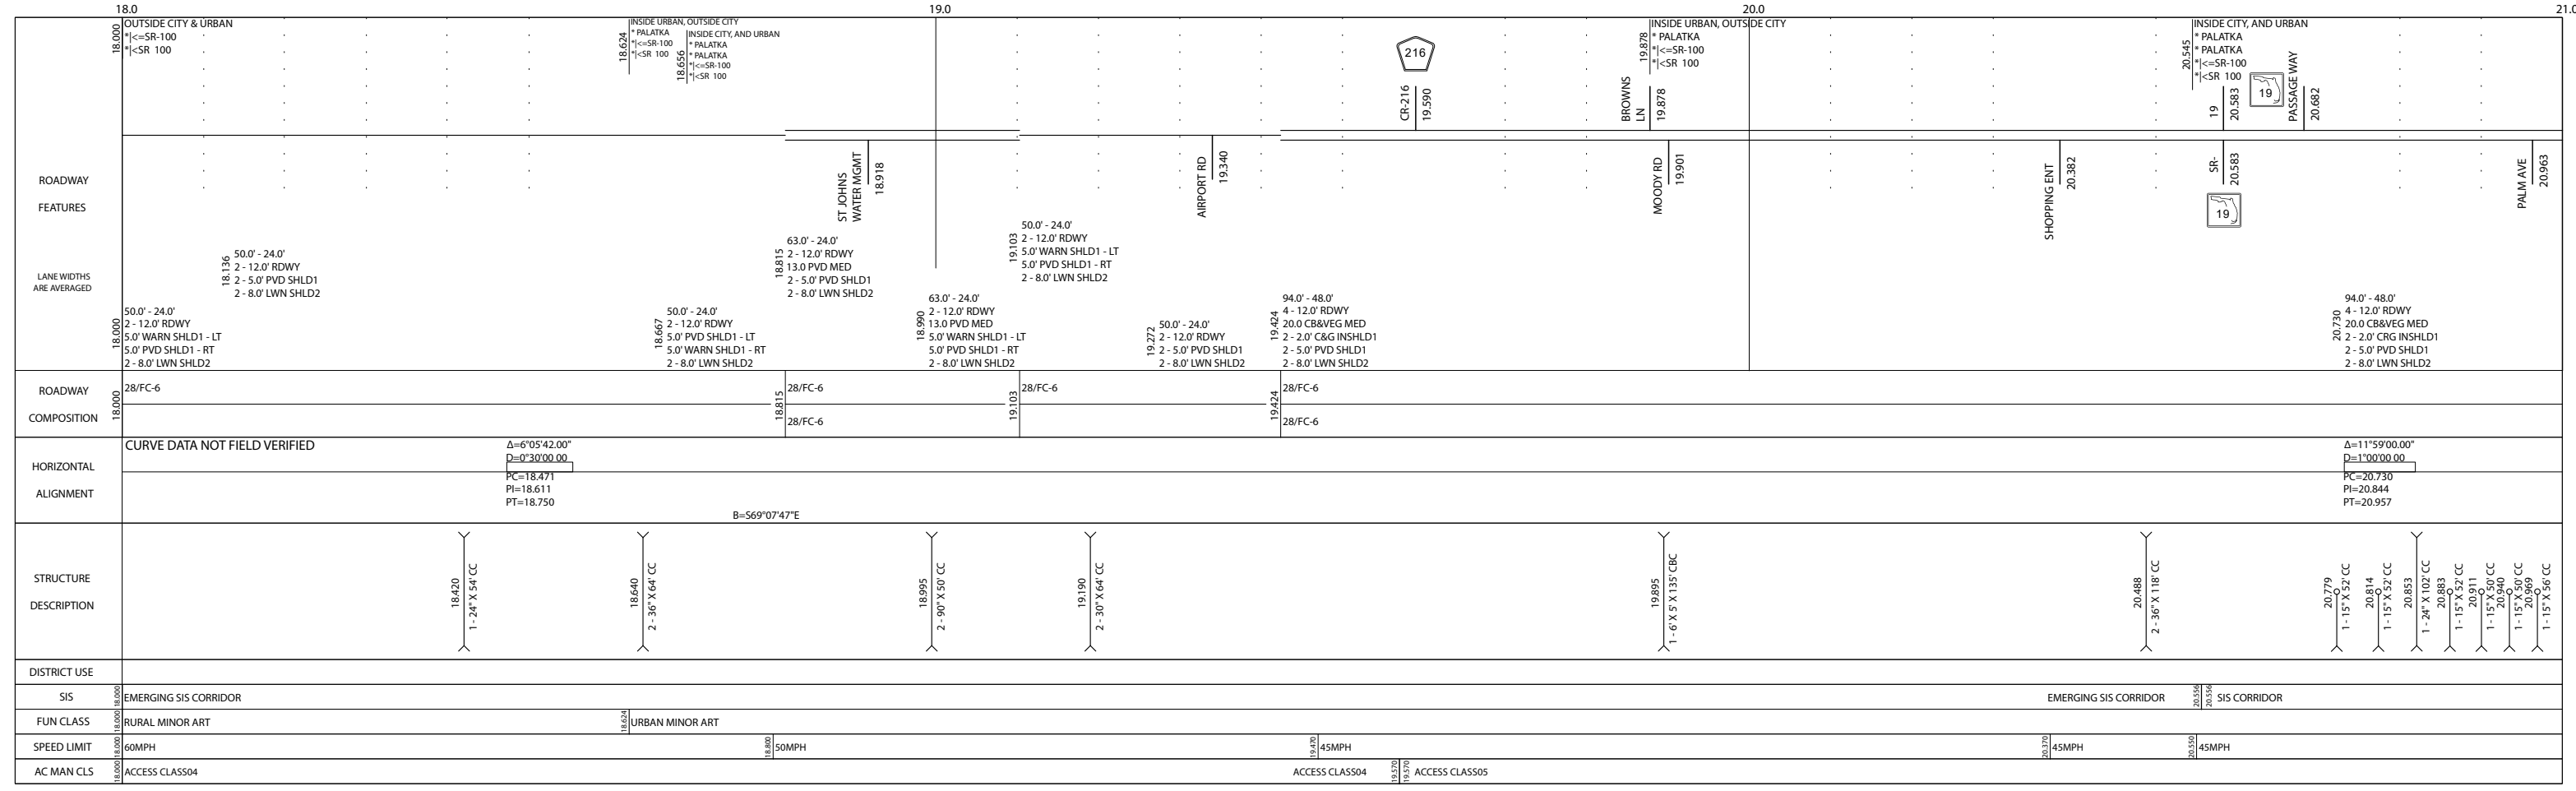 18.0
19.0
20.0
21.0
18.000
OUTSIDE CITY & URBAN
*|<=SR-100
*|<SR 100
18.624
INSIDE URBAN, OUTSIDE CITY
* PALATKA
*|<=SR-100
*|<SR 100
18.656
INSIDE CITY, AND URBAN
* PALATKA
* PALATKA
*|<=SR-100
*|<SR 100
216
CR-216
19.590
19.878
INSIDE URBAN, OUTSIDE CITY
* PALATKA
*|<=SR-100
*|<SR 100
BROWNS
LN
19.878
20.545
INSIDE CITY, AND URBAN
* PALATKA
* PALATKA
*|<=SR-100
*|<SR 100
19
20.583
19
PASSAGE WAY
20.682
ROADWAY
FEATURES
ST JOHNS
WATER MGMT
18.918
AIRPORT RD
19.340
MOODY RD
19.901
SHOPPING ENT
20.382
SR-
20.583
19
PALM AVE
20.963
LANE WIDTHS
ARE AVERAGED
18.000
50.0' - 24.0'
2 - 12.0' RDWY
5.0' WARN SHLD1 - LT
5.0' PVD SHLD1 - RT
2 - 8.0' LWN SHLD2
18.136
50.0' - 24.0'
2 - 12.0' RDWY
2 - 5.0' PVD SHLD1
2 - 8.0' LWN SHLD2
18.667
50.0' - 24.0'
2 - 12.0' RDWY
5.0' PVD SHLD1 - LT
5.0' WARN SHLD1 - RT
2 - 8.0' LWN SHLD2
18.815
63.0' - 24.0'
2 - 12.0' RDWY
13.0 PVD MED
2 - 5.0' PVD SHLD1
2 - 8.0' LWN SHLD2
18.990
63.0' - 24.0'
2 - 12.0' RDWY
13.0 PVD MED
5.0' WARN SHLD1 - LT
5.0' PVD SHLD1 - RT
2 - 8.0' LWN SHLD2
19.103
50.0' - 24.0'
2 - 12.0' RDWY
5.0' WARN SHLD1 - LT
5.0' PVD SHLD1 - RT
2 - 8.0' LWN SHLD2
19.272
50.0' - 24.0'
2 - 12.0' RDWY
2 - 5.0' PVD SHLD1
2 - 8.0' LWN SHLD2
19.424
94.0' - 48.0'
4 - 12.0' RDWY
20.0 CB&VEG MED
2 - 2.0' C&G INSHLD1
2 - 5.0' PVD SHLD1
2 - 8.0' LWN SHLD2
20.730
94.0' - 48.0'
4 - 12.0' RDWY
20.0 CB&VEG MED
2 - 2.0' CRG INSHLD1
2 - 5.0' PVD SHLD1
2 - 8.0' LWN SHLD2
ROADWAY
COMPOSITION
18.000
28/FC-6
18.815
28/FC-6
28/FC-6
19.103
28/FC-6
19.424
28/FC-6
28/FC-6
HORIZONTAL
ALIGNMENT
CURVE DATA NOT FIELD VERIFIED
Δ=6°05'42.00"
D=0°30'00 00
PC=18.471
PI=18.611
PT=18.750
B=S69°07'47"E
Δ=11°59'00.00"
D=1°00'00 00
PC=20.730
PI=20.844
PT=20.957
STRUCTURE
DESCRIPTION
18.420
1 - 24" X 54' CC
18.640
2 - 36" X 64' CC
18.995
2 - 90" X 50' CC
19.190
2 - 30" X 64' CC
19.895
1 - 6' X 5' X 135' CBC
20.488
2 - 36" X 118' CC
20.779
1 - 15" X 52' CC
20.814
1 - 15" X 52' CC
20.853
1 - 24" X 102' CC
20.883
1 - 15" X 52' CC
20.911
1 - 15" X 50' CC
20.940
1 - 15" X 50' CC
20.969
1 - 15" X 56' CC
DISTRICT USE
SIS
18.000
EMERGING SIS CORRIDOR
EMERGING SIS CORRIDOR
20.556
20.556
SIS CORRIDOR
FUN CLASS
18.000
RURAL MINOR ART
18.624
URBAN MINOR ART
SPEED LIMIT
18.000
60MPH
18.800
50MPH
19.470
45MPH
20.370
45MPH
20.550
45MPH
AC MAN CLS
18.000
ACCESS CLASS04
ACCESS CLASS04
19.570
19.570
ACCESS CLASS05